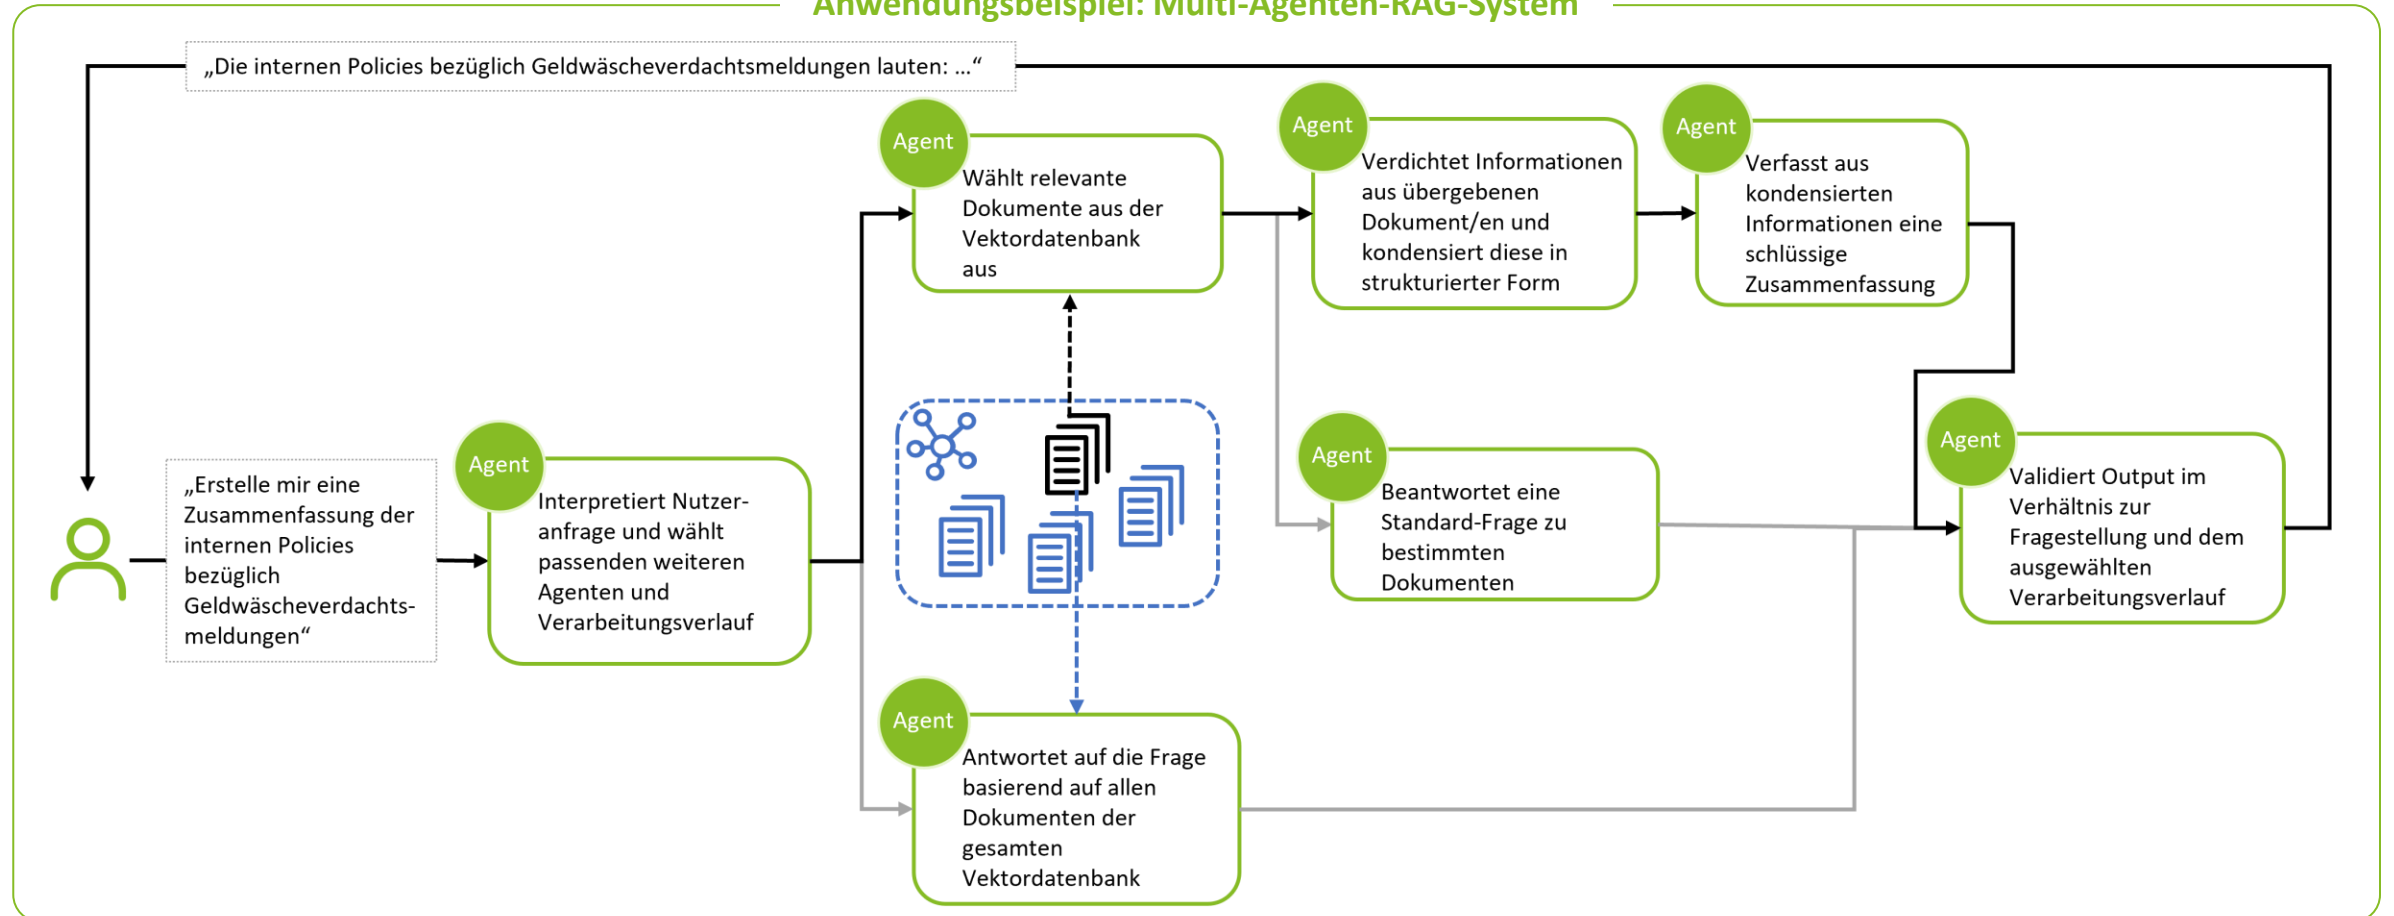 Anwendungsbeispiel: Multi-Agenten-RAG-System
„Die internen Policies bezüglich Geldwäscheverdachtsmeldungen lauten: ...“
„Erstelle mir eine
Zusammenfassung der
internen Policies
bezüglich
Geldwäscheverdachts-
meldungen“
Agent
Interpretiert Nutzer-
anfrage und wählt
passenden weiteren
Agenten und
Verarbeitungsverlauf
Agent
Wählt relevante
Dokumente aus der
Vektordatenbank
aus
Agent
Verdichtet Informationen
aus übergebenen
Dokument/en und
kondensiert diese in
strukturierter Form
Agent
Verfasst aus
kondensierten
Informationen eine
schlüssige
Zusammenfassung
Agent
Beantwortet eine
Standard-Frage zu
bestimmten
Dokumenten
Agent
Antwortet auf die Frage
basierend auf allen
Dokumenten der
gesamten
Vektordatenbank
Agent
Validiert Output im
Verhältnis zur
Fragestellung und dem
ausgewählten
Verarbeitungsverlauf